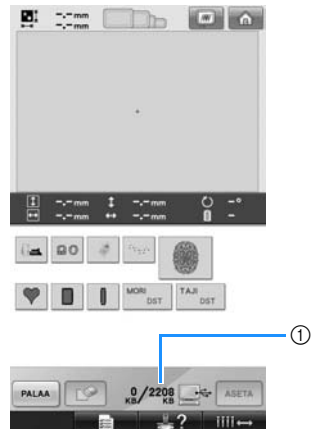 -.- mm
-.- mm
-.- mm -.- mm -°
-.- mm -.- mm -
MORI DST TAJI DST
①
PALAA 0 KB/2208 KB ASETA
?